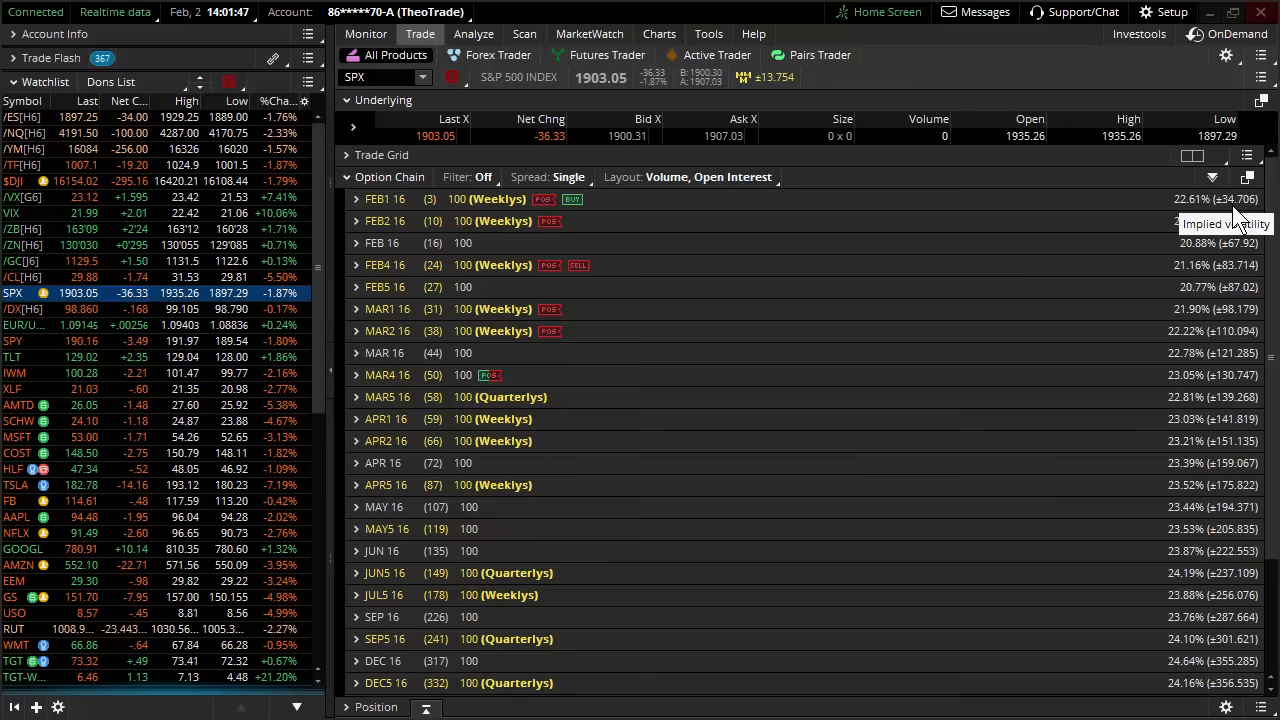 Connected Realtime data Feb, 2 14:01:47 Account: 86*****70-A (TheoTrade) Home Screen Messages Support/Chat Setup
Account Info
Trade Flash 367
Watchlist Dons List
Symbol Last Net C... High Low %Cha...
/ES[H6] 1897.25 -34.00 1929.25 1889.00 -1.76%
/NQ[H6] 4191.50 -100.00 4287.00 4170.75 -2.33%
/YM[H6] 16084 -256.00 16326 16020 -1.57%
/TF[H6] 1007.1 -19.20 1024.9 1001.5 -1.87%
$DJI 16154.02 -295.16 16420.21 16108.44 -1.79%
/VX[G6] 23.12 +1.595 23.42 21.53 +7.41%
VIX 21.99 +2.01 22.42 21.06 +10.06%
/ZB[H6] 163'09 +2'24 163'12 160'28 +1.71%
/ZN[H6] 130'030 +0'295 130'055 129'085 +0.71%
/GC[J6] 1129.5 +1.50 1131.5 1122.6 +0.13%
/CL[H6] 29.88 -1.74 31.53 29.81 -5.50%
SPX 1903.05 -36.33 1935.26 1897.29 -1.87%
/DX[H6] 98.860 -.168 99.105 98.790 -0.17%
EUR/U... 1.09145 +.00256 1.09403 1.08836 +0.24%
SPY 190.16 -3.49 191.97 189.54 -1.80%
TLT 129.02 +2.35 129.04 128.00 +1.86%
IWM 100.28 -2.21 101.47 99.77 -2.16%
XLF 21.03 -.60 21.35 20.98 -2.77%
AMTD 26.05 -1.48 27.60 25.92 -5.38%
SCHW 24.10 -1.18 24.87 23.88 -4.67%
MSFT 53.00 -1.71 54.26 52.65 -3.13%
COST 148.50 -2.75 150.79 148.11 -1.82%
HLF 47.34 -.52 48.05 46.92 -1.09%
TSLA 182.78 -14.16 193.12 180.23 -7.19%
FB 114.61 -.48 117.59 113.20 -0.42%
AAPL 94.48 -1.95 96.04 94.28 -2.02%
NFLX 91.49 -2.60 96.65 90.73 -2.76%
GOOGL 780.91 +10.14 810.35 780.60 +1.32%
AMZN 552.10 -22.71 571.56 550.09 -3.95%
EEM 29.30 -.98 29.82 29.22 -3.24%
GS 151.70 -7.95 157.00 150.155 -4.98%
USO 8.57 -.45 8.81 8.56 -4.99%
RUT 1008.9... -23.443... 1030.56... 1005.3... -2.27%
WMT 66.86 -.64 67.84 66.28 -0.95%
TGT 73.32 +.49 73.41 72.32 +0.67%
TGT-W... 6.46 1.13 7.13 4.48 +21.20%
Monitor Trade Analyze Scan MarketWatch Charts Tools Help Investools OnDemand
All Products Forex Trader Futures Trader Active Trader Pairs Trader
SPX S&P 500 INDEX 1903.05 -36.33 -1.87% B: 1900.30 A: 1907.03 ±13.754
Underlying
Last X Net Chng Bid X Ask X Size Volume Open High Low
1903.05 -36.33 1900.31 1907.03 0 x 0 0 1935.26 1935.26 1897.29
Trade Grid
Option Chain Filter: Off Spread: Single Layout: Volume, Open Interest
FEB1 16 (3) 100 (Weeklys) POS BUY 22.61% (±34.706)
FEB2 16 (10) 100 (Weeklys) POS
Implied volatility
FEB 16 (16) 100 20.88% (±67.92)
FEB4 16 (24) 100 (Weeklys) POS SELL 21.16% (±83.714)
FEB5 16 (27) 100 20.77% (±87.02)
MAR1 16 (31) 100 (Weeklys) POS 21.90% (±98.179)
MAR2 16 (38) 100 (Weeklys) POS 22.22% (±110.094)
MAR 16 (44) 100 22.78% (±121.285)
MAR4 16 (50) 100 POS 23.05% (±130.747)
MAR5 16 (58) 100 (Quarterlys) 22.81% (±139.268)
APR1 16 (59) 100 (Weeklys) 23.03% (±141.819)
APR2 16 (66) 100 (Weeklys) 23.21% (±151.135)
APR 16 (72) 100 23.39% (±159.067)
APR5 16 (87) 100 (Weeklys) 23.52% (±175.822)
MAY 16 (107) 100 23.44% (±194.371)
MAY5 16 (119) 100 23.53% (±205.835)
JUN 16 (135) 100 23.87% (±222.553)
JUN5 16 (149) 100 (Quarterlys) 24.19% (±237.109)
JUL5 16 (178) 100 (Weeklys) 23.88% (±256.076)
SEP 16 (226) 100 23.76% (±287.664)
SEP5 16 (241) 100 (Quarterlys) 24.10% (±301.621)
DEC 16 (317) 100 24.64% (±355.285)
DEC5 16 (332) 100 (Quarterlys) 24.16% (±356.535)
Position